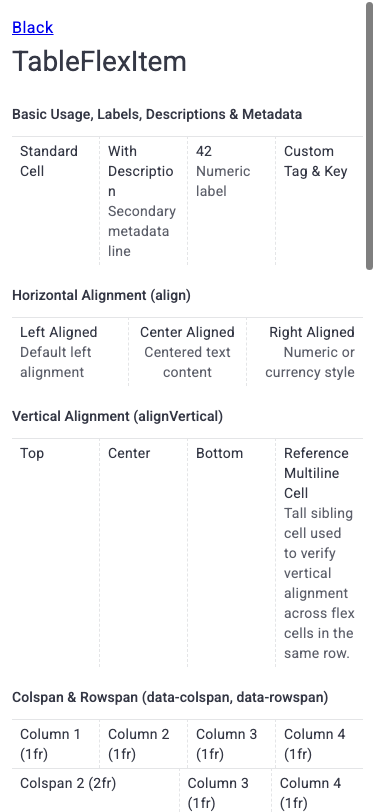 Black
TableFlexItem
Basic Usage, Labels, Descriptions & Metadata
Standard
Cell
With
Descriptio
n
Secondary
metadata
line
42
Numeric
label
Custom
Tag & Key
Horizontal Alignment (align)
Left Aligned
Default left
alignment
Center Aligned
Centered text
content
Right Aligned
Numeric or
currency style
Vertical Alignment (alignVertical)
Top
Center
Bottom
Reference
Multiline
Cell
Tall sibling
cell used
to verify
vertical
alignment
across flex
cells in the
same row.
Colspan & Rowspan (data-colspan, data-rowspan)
Column 1
(1fr)
Column 2
(1fr)
Column 3
(1fr)
Column 4
(1fr)
Colspan 2 (2fr)
Column 3
(1fr)
Column 4
(1fr)